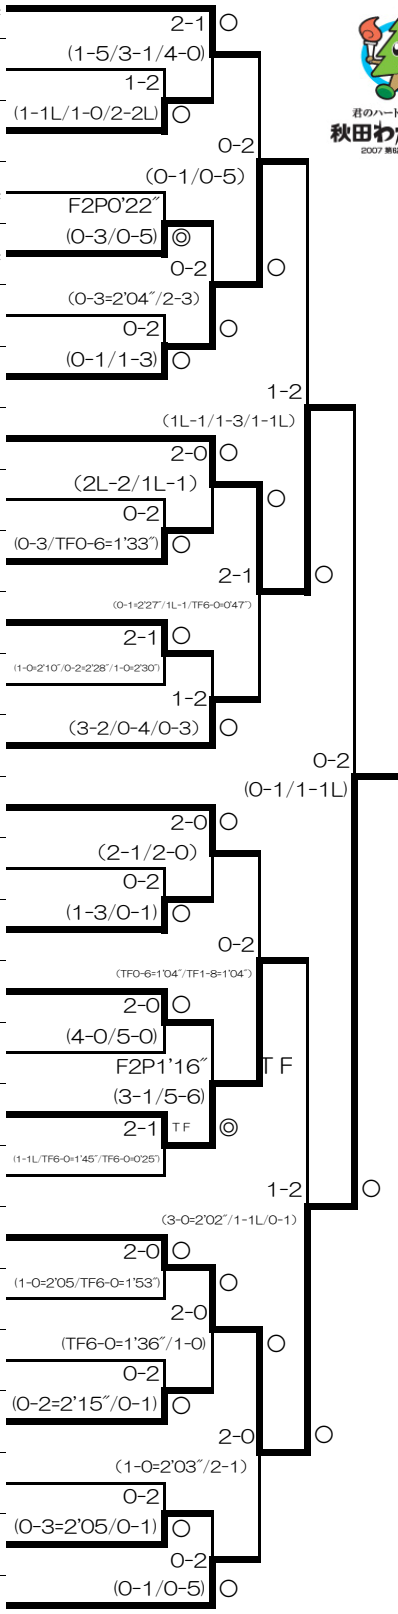 2-1 ○
(1-5/3-1/4-0)
1-2
(1-1L/1-0/2-2L) ○
君のハート
秋田わ
2007 第6
0-2
(0-1/0-5)
F2P0'22″
(0-3/0-5) ◎
0-2 ○
(0-3=2'04″/2-3)
0-2 ○
(0-1/1-3) ○
1-2
(1L-1/1-3/1-1L)
2-0 ○
(2L-2/1L-1) ○
0-2
(0-3/TF0-6=1'33″) ○
2-1 ○
(0-1=2'27″/1L-1/TF6-0=0'47″)
2-1 ○
(1-0=2'10″/0-2=2'28″/1-0=2'30″)
1-2
(3-2/0-4/0-3) ○
0-2
(0-1/1-1L)
2-0 ○
(2-1/2-0)
0-2
(1-3/0-1) ○
0-2
(TF0-6=1'04″/TF1-8=1'04″)
2-0 ○
(4-0/5-0)
F2P1'16″ TF
(3-1/5-6)
2-1 TF ◎
(1-1L/TF6-0=1'45″/TF6-0=0'25″)
1-2 ○
(3-0=2'02″/1-1L/0-1)
2-0 ○
(1-0=2'05/TF6-0=1'53″) ○
2-0
(TF6-0=1'36″/1-0) ○
0-2
(0-2=2'15″/0-1) ○
2-0 ○
(1-0=2'03″/2-1)
0-2
(0-3=2'05/0-1) ○
0-2
(0-1/0-5) ○